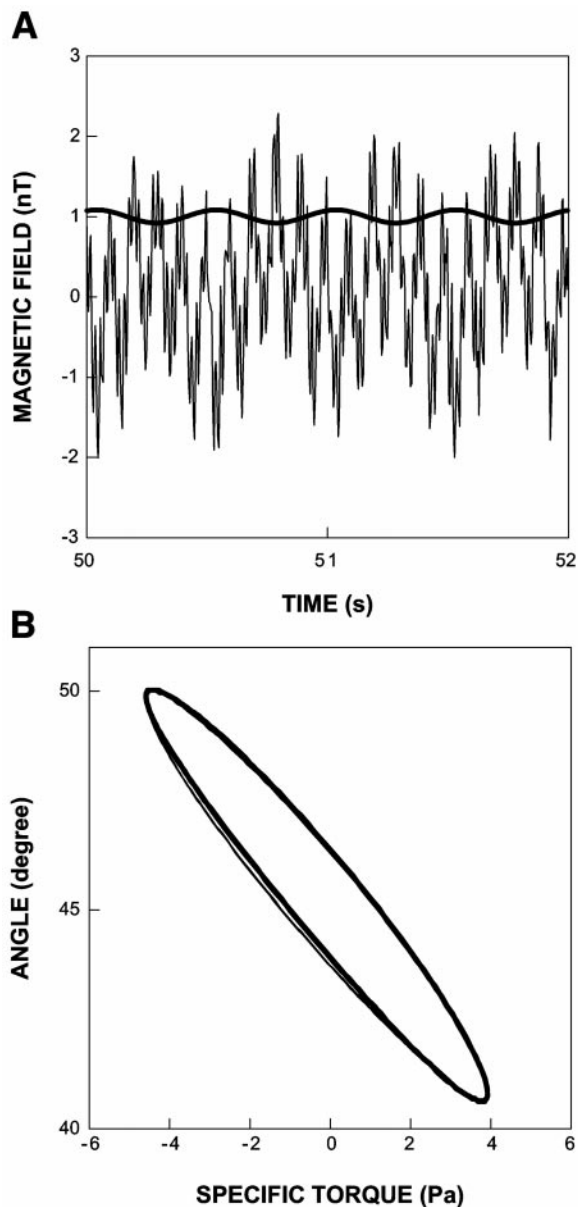 A
3
2
1
0
-1
-2
-3
MAGNETIC FIELD (nT)
50 51 52
TIME (s)
B
50
45
40
ANGLE (degree)
-6 -4 -2 0 2 4 6
SPECIFIC TORQUE (Pa)